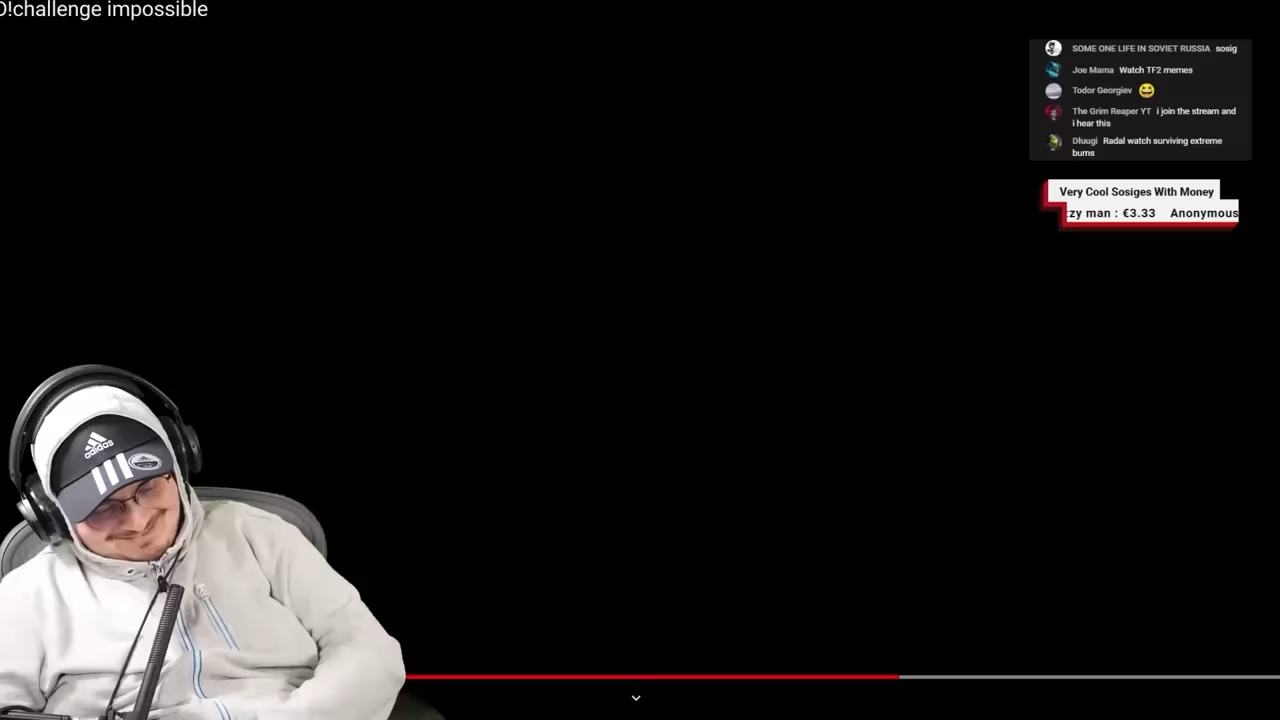 D!challenge impossible
SOME ONE LIFE IN SOVIET RUSSIA sosig
Joe Mama Watch TF2 memes
Todor Georgiev 😆
The Grim Reaper YT i join the stream and
i hear this
Dłuugi Radal watch surviving extreme
burns
Very Cool Sosiges With Money
zy man : €3.33 Anonymous
adidas